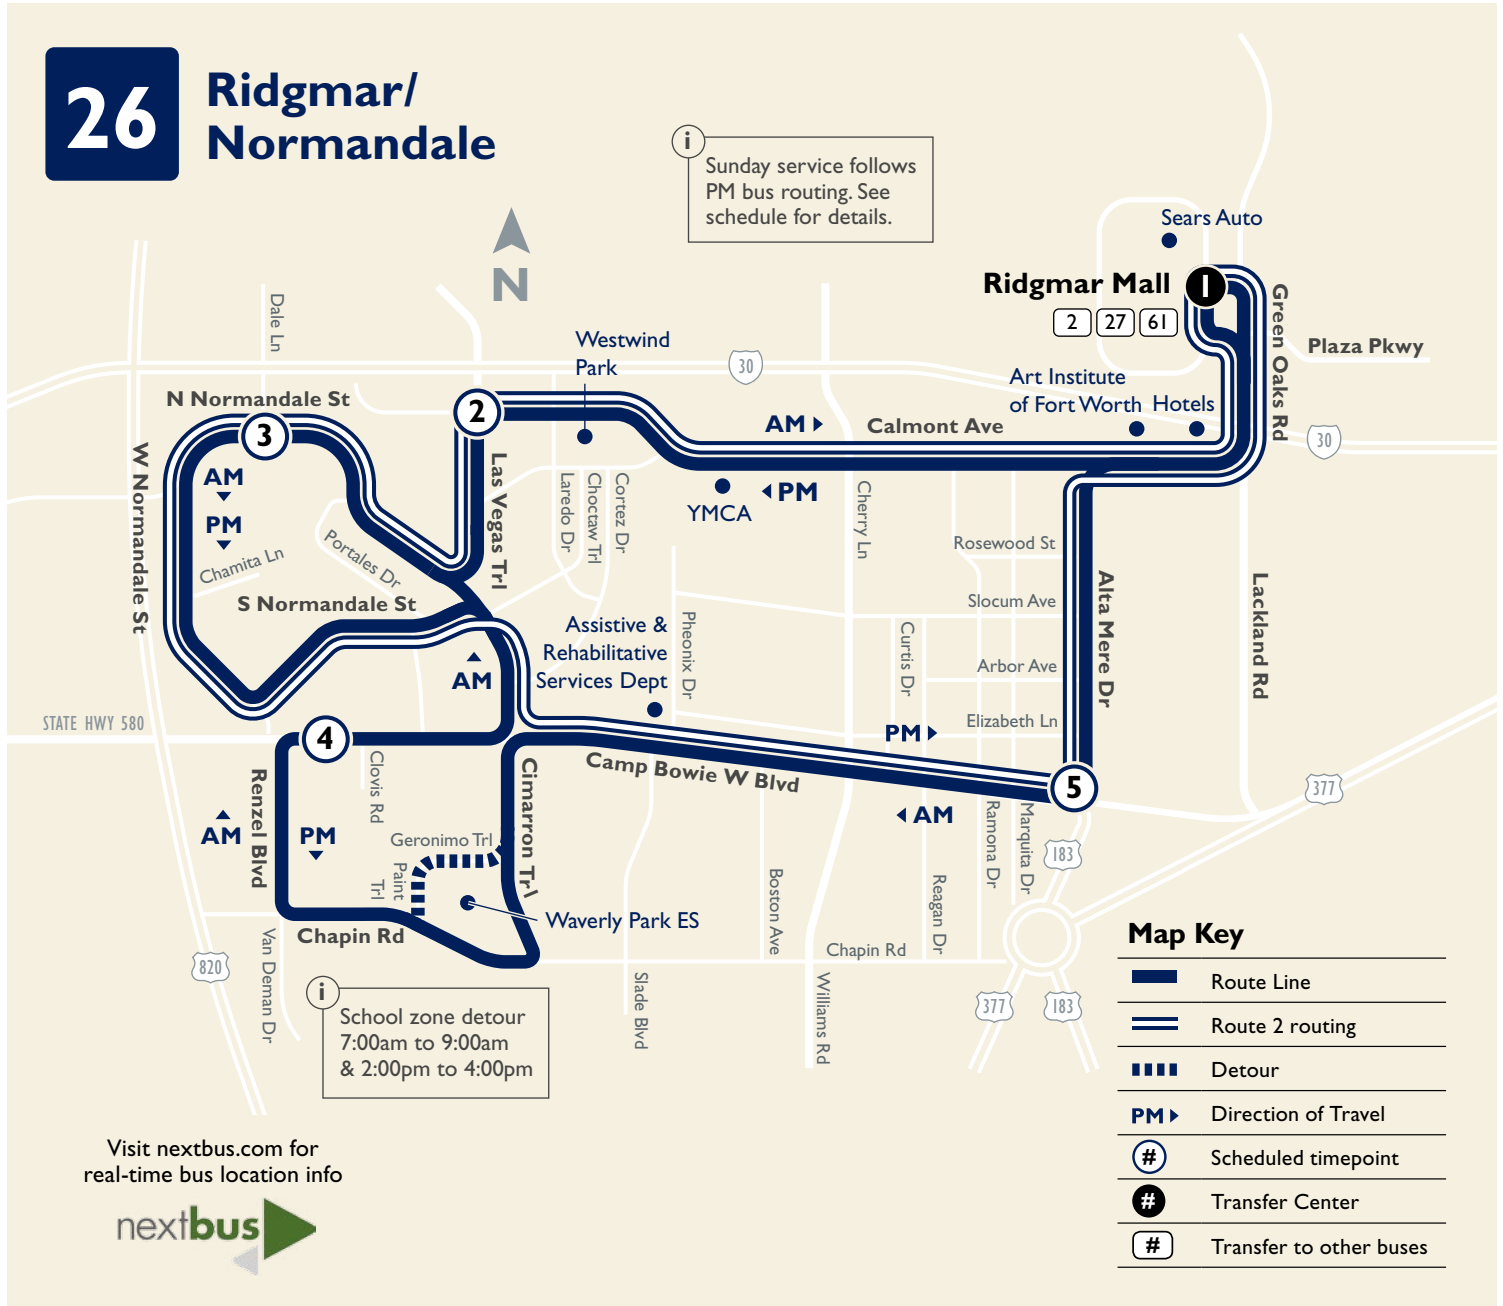 26
Ridgmar/
Normandale
i
Sunday service follows
PM bus routing. See
schedule for details.
N
Sears Auto
Ridgmar Mall
1
2 27 61
Green Oaks Rd
Plaza Pkwy
Dale Ln
Westwind
Park
30
Art Institute
of Fort Worth
Hotels
N Normandale St
2
3
AM
Calmont Ave
30
W Normandale St
AM
PM
Las Vegas Trl
Laredo Dr
Choctaw Trl
Cortez Dr
YMCA
PM
Cherry Ln
Chamita Ln
Portales Dr
Rosewood St
S Normandale St
Slocum Ave
Alta Mere Dr
Lackland Rd
Assistive &
Rehabilitative
Services Dept
Pheonix Dr
Curtis Dr
Arbor Ave
AM
Elizabeth Ln
STATE HWY 580
4
PM
Camp Bowie W Blvd
5
377
Renzel Blvd
Clovis Rd
Cimarron Trl
AM
PM
AM
Geronimo Trl
Paint
Trl
Ramona Dr
Marquita Dr
183
Waverly Park ES
Boston Ave
Reagan Dr
Chapin Rd
Chapin Rd
820
Van Deman Dr
Slade Blvd
Williams Rd
377
183
i
School zone detour
7:00am to 9:00am
& 2:00pm to 4:00pm
Map Key
Route Line
Route 2 routing
Detour
PM Direction of Travel
# Scheduled timepoint
# Transfer Center
# Transfer to other buses
Visit nextbus.com for
real-time bus location info
nextbus